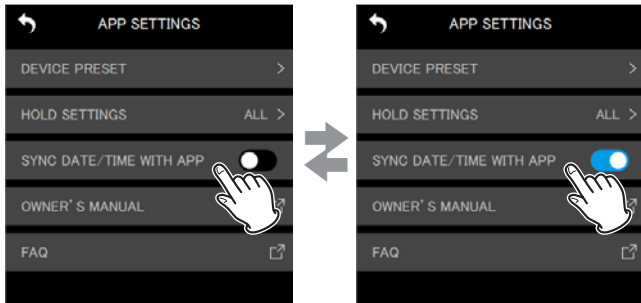 APP SETTINGS
DEVICE PRESET
HOLD SETTINGS ALL
SYNC DATE/TIME WITH APP
OWNER'S MANUAL
FAQ
APP SETTINGS
DEVICE PRESET
HOLD SETTINGS ALL
SYNC DATE/TIME WITH APP
OWNER'S MANUAL
FAQ